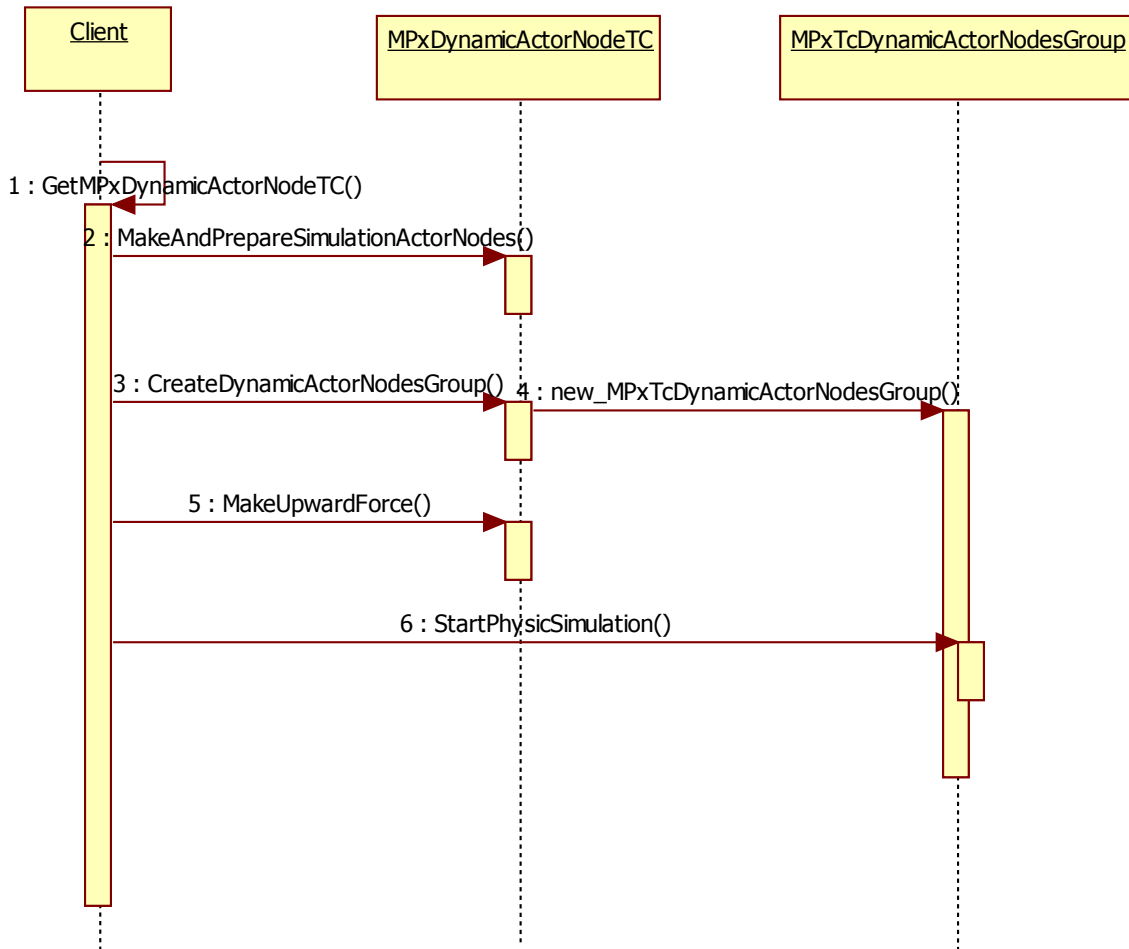 Client
MPxDynamicActorNodeTC
MPxTcDynamicActorNodesGroup
1 : GetMPxDynamicActorNodeTC()
2 : MakeAndPrepareSimulationActorNodes()
3 : CreateDynamicActorNodesGroup()
4 : new_MPxTcDynamicActorNodesGroup()
5 : MakeUpwardForce()
6 : StartPhysicSimulation()